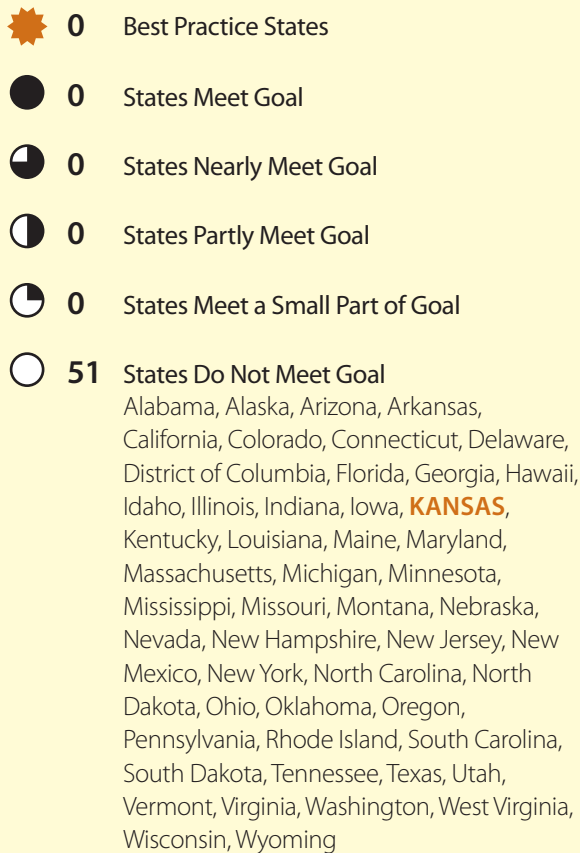 0 Best Practice States
0 States Meet Goal
0 States Nearly Meet Goal
0 States Partly Meet Goal
0 States Meet a Small Part of Goal
51 States Do Not Meet Goal
Alabama, Alaska, Arizona, Arkansas,
California, Colorado, Connecticut, Delaware,
District of Columbia, Florida, Georgia, Hawaii,
Idaho, Illinois, Indiana, Iowa, KANSAS,
Kentucky, Louisiana, Maine, Maryland,
Massachusetts, Michigan, Minnesota,
Mississippi, Missouri, Montana, Nebraska,
Nevada, New Hampshire, New Jersey, New
Mexico, New York, North Carolina, North
Dakota, Ohio, Oklahoma, Oregon,
Pennsylvania, Rhode Island, South Carolina,
South Dakota, Tennessee, Texas, Utah,
Vermont, Virginia, Washington, West Virginia,
Wisconsin, Wyoming